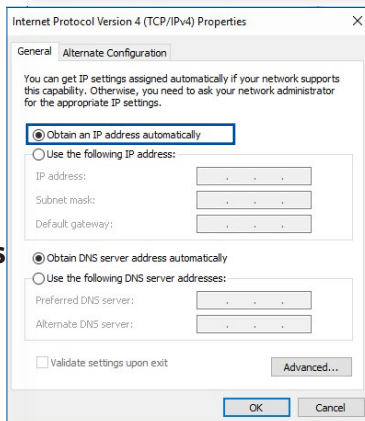 Internet Protocol Version 4 (TCP/IPv4) Properties
General Alternate Configuration
You can get IP settings assigned automatically if your network supports
this capability. Otherwise, you need to ask your network administrator
for the appropriate IP settings.
Obtain an IP address automatically
Use the following IP address:
IP address:
Subnet mask:
Default gateway:
s
Obtain DNS server address automatically
Use the following DNS server addresses:
Preferred DNS server:
Alternate DNS server:
Validate settings upon exit
Advanced...
OK Cancel